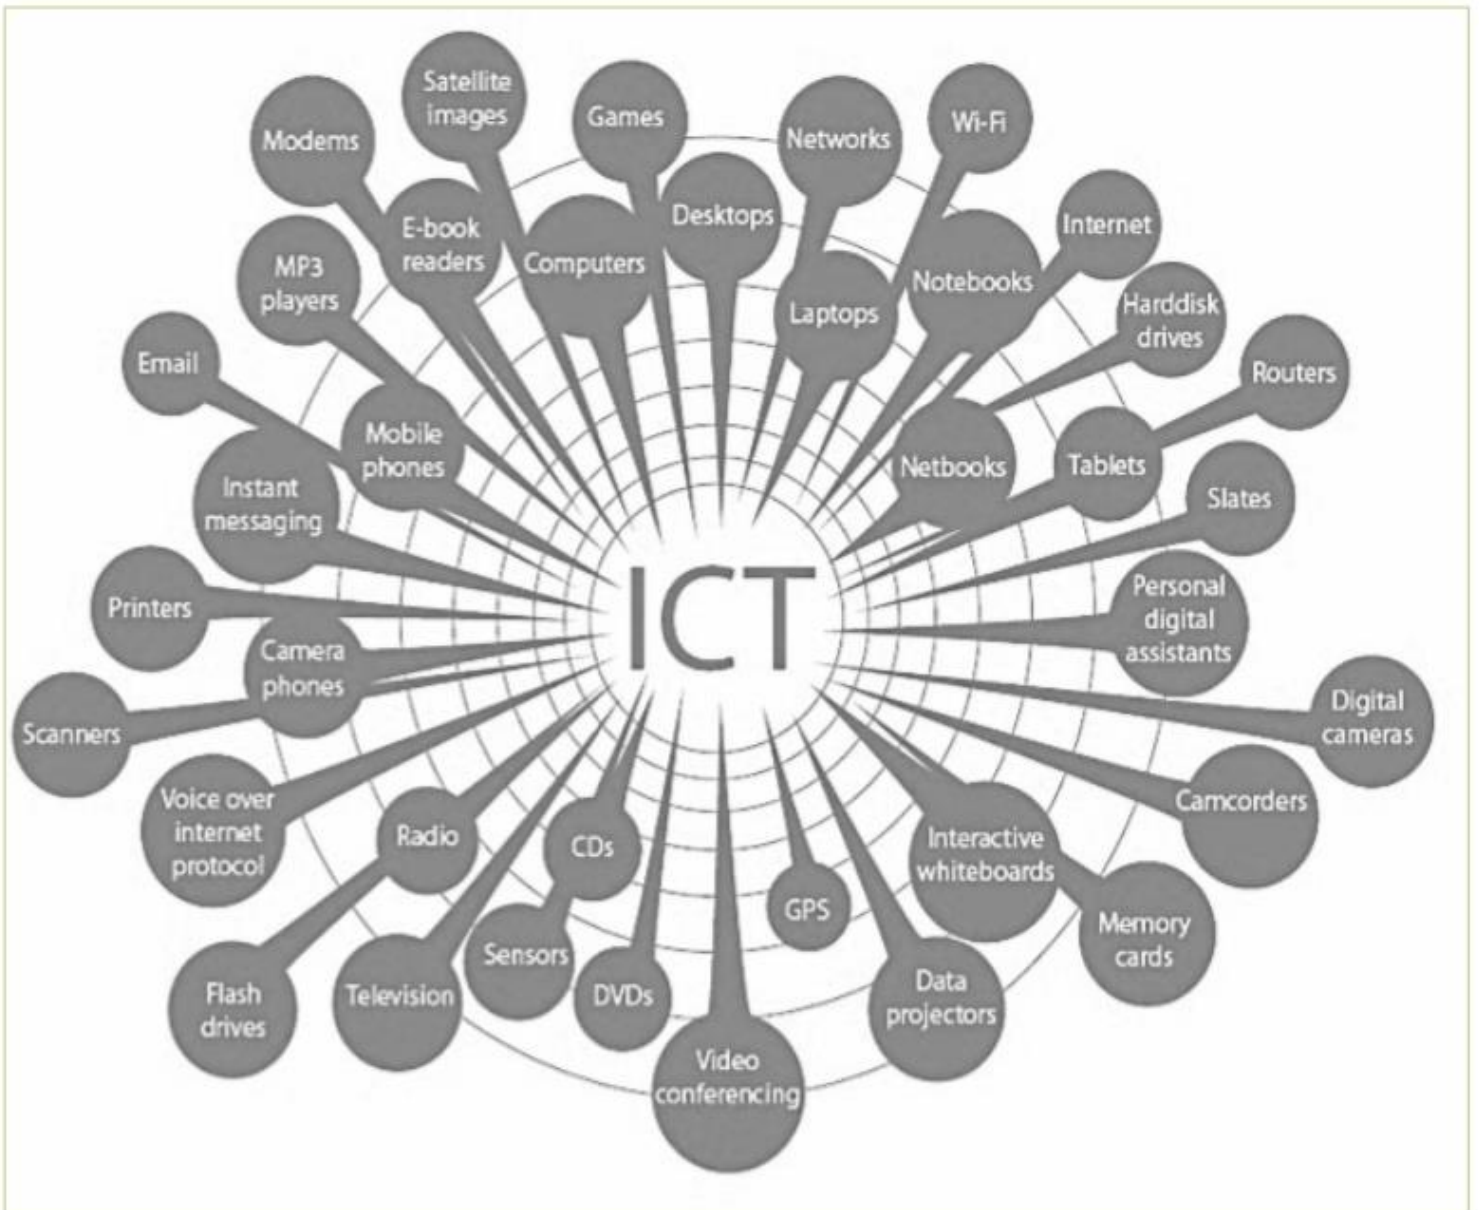 Satellite
images
Games
Networks
Wi-Fi
Modems
Desktops
Internet
E-book
readers
Computers
Notebooks
MP3
players
Laptops
Harddisk
drives
Email
Routers
Mobile
phones
Netbooks
Tablets
Instant
messaging
Slates
ICT
Printers
Personal
digital
assistants
Camera
phones
Scanners
Digital
cameras
Voice over
internet
protocol
Radio
CDs
Camcorders
Interactive
whiteboards
GPS
Memory
cards
Sensors
Flash
drives
Television
DVDs
Data
projectors
Video
conferencing